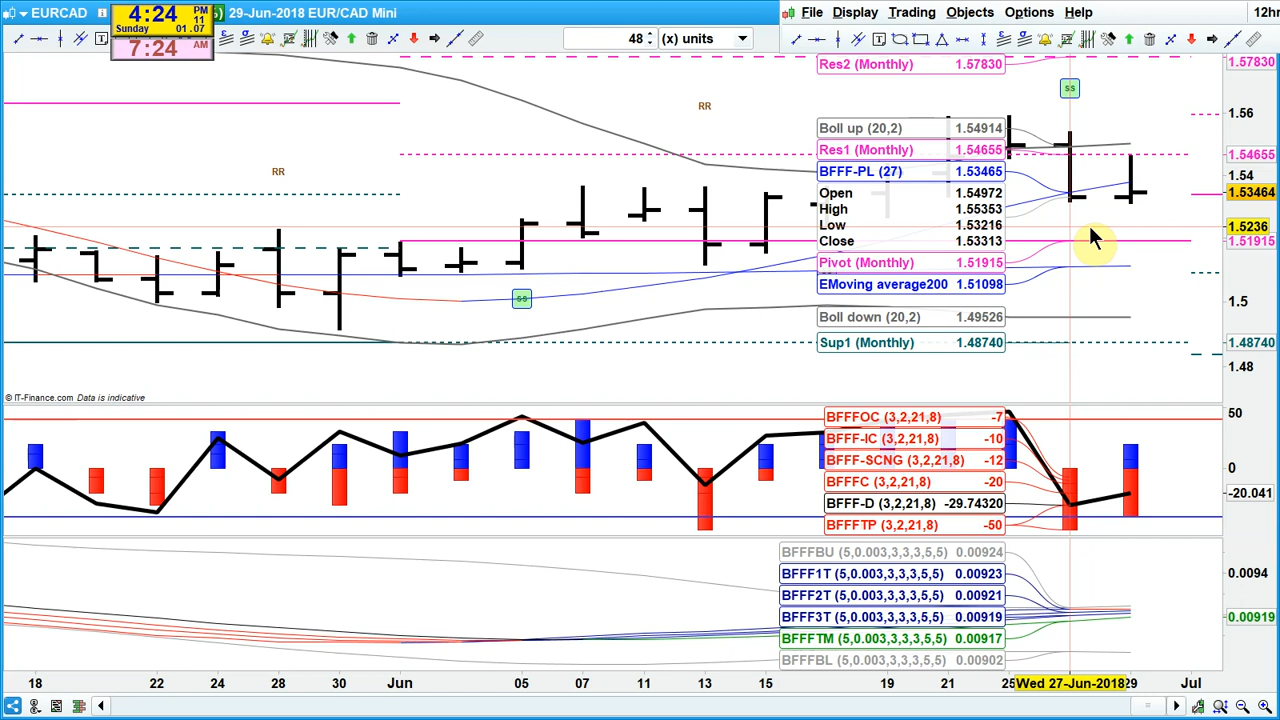 EURCAD
4:24 PM 11
Sunday 01.07
7:24 AM
29-Jun-2018 EUR/CAD Mini
File Display Trading Objects Options Help
12hr
48 (x) units
T
T
Res2 (Monthly) 1.57830
1.57830
ss
RR
1.56
Boll up (20,2) 1.54914
Res1 (Monthly) 1.54655
1.54655
RR
BFFF-PL (27) 1.53465
1.54
Open 1.54972
1.53464
High 1.55353
Low 1.53216
1.5236
Close 1.53313
1.51915
Pivot (Monthly) 1.51915
EMoving average200 1.51098
ss
1.5
Boll down (20,2) 1.49526
Sup1 (Monthly) 1.48740
1.48740
1.48
© IT-Finance.com Data is indicative
BFFFOC (3,2,21,8) -7
50
BFFF-IC (3,2,21,8) -10
BFFF-SCNG (3,2,21,8) -12
0
BFFFC (3,2,21,8) -20
-20.041
BFFF-D (3,2,21,8) -29.74320
BFFFTP (3,2,21,8) -50
BFFFBU (5,0.003,3,3,3,5,5) 0.00924
BFFF1T (5,0.003,3,3,3,5,5) 0.00923
0.0094
BFFF2T (5,0.003,3,3,3,5,5) 0.00921
BFFF3T (5,0.003,3,3,3,5,5) 0.00919
0.00919
BFFFTM (5,0.003,3,3,3,5,5) 0.00917
BFFFBL (5,0.003,3,3,3,5,5) 0.00902
18 22 24 28 30 Jun 05 07 11 13 15 19 21 25 Wed 27-Jun-2018 29 Jul